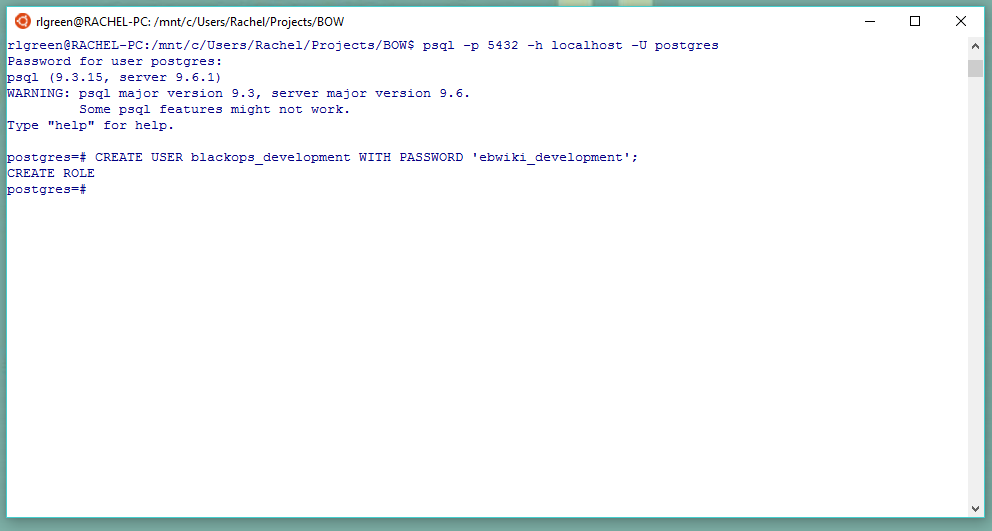 rlgreen@RACHEL-PC: /mnt/c/Users/Rachel/Projects/BOW
rlgreen@RACHEL-PC:/mnt/c/Users/Rachel/Projects/BOW$ psql -p 5432 -h localhost -U postgres
Password for user postgres:
psql (9.3.15, server 9.6.1)
WARNING: psql major version 9.3, server major version 9.6.
         Some psql features might not work.
Type "help" for help.

postgres=# CREATE USER blackops_development WITH PASSWORD 'ebwiki_development';
CREATE ROLE
postgres=#